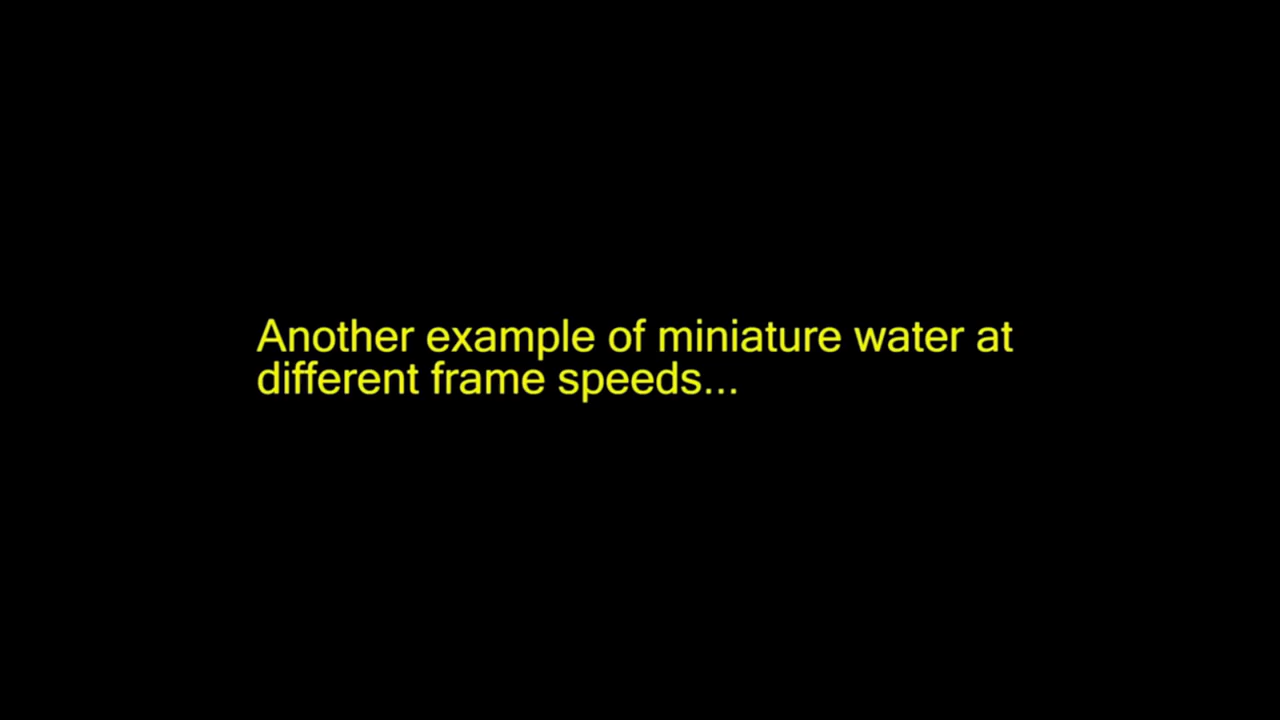 Another example of miniature water at
different frame speeds...